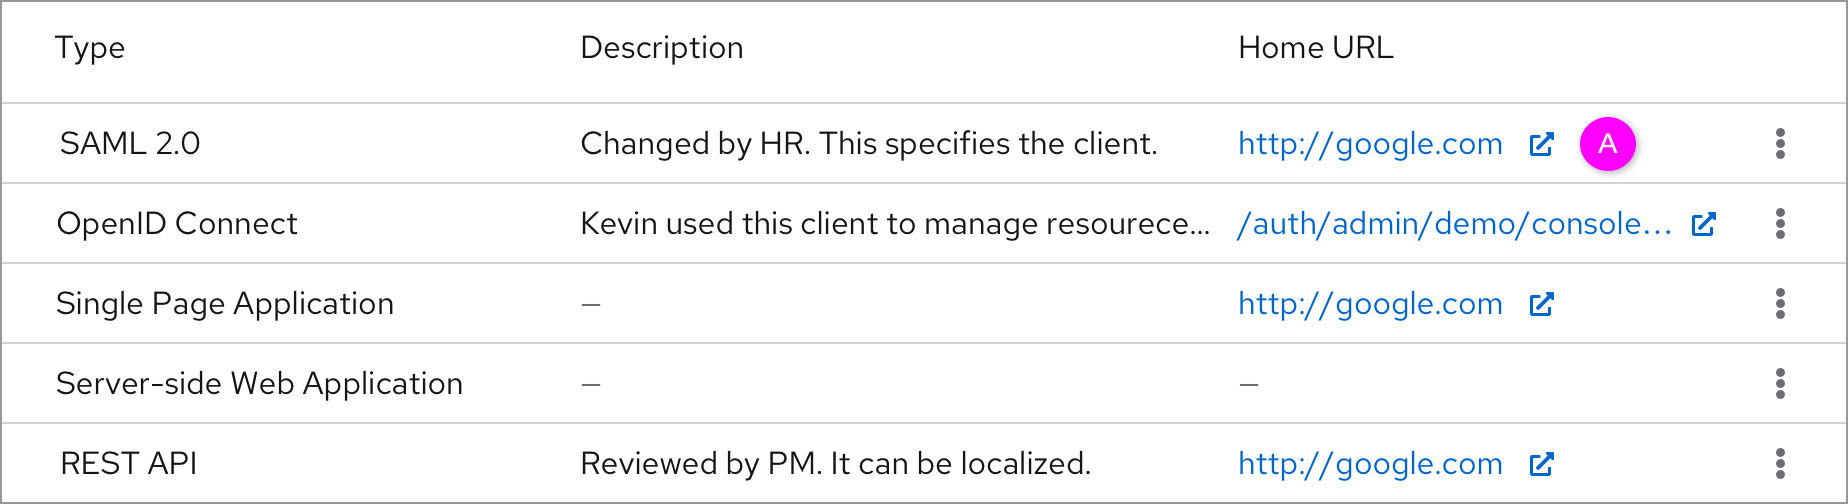 Type Description Home URL
SAML 2.0 Changed by HR. This specifies the client. http://google.com A
OpenID Connect Kevin used this client to manage resourece... /auth/admin/demo/console...
Single Page Application – http://google.com
Server-side Web Application – –
REST API Reviewed by PM. It can be localized. http://google.com